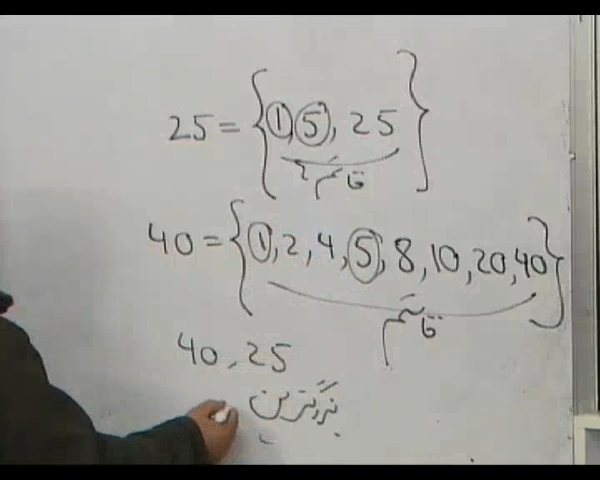 25 = {1, 5, 25}
قاسم
40 = {1, 2, 4, 5, 8, 10, 20, 40}
قاسم
40, 25
بزرگترین